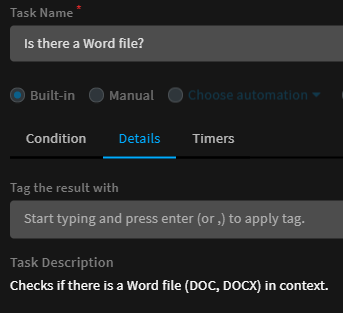 Task Name *
Is there a Word file?
Built-in Manual Choose automation
Condition Details Timers
Tag the result with
Start typing and press enter (or ,) to apply tag.
Task Description
Checks if there is a Word file (DOC, DOCX) in context.